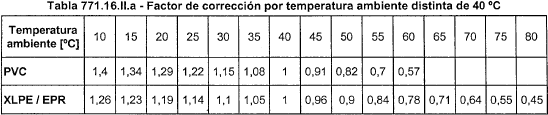 Tabla 771.16.II.a - Factor de corrección por temperatura ambiente distinta de 40 ºC
Temperatura ambiente [ºC] 10 15 20 25 30 35 40 45 50 55 60 65 70 75 80
PVC 1,4 1,34 1,29 1,22 1,15 1,08 1 0,91 0,82 0,7 0,57
XLPE / EPR 1,26 1,23 1,19 1,14 1,1 1,05 1 0,96 0,9 0,84 0,78 0,71 0,64 0,55 0,45